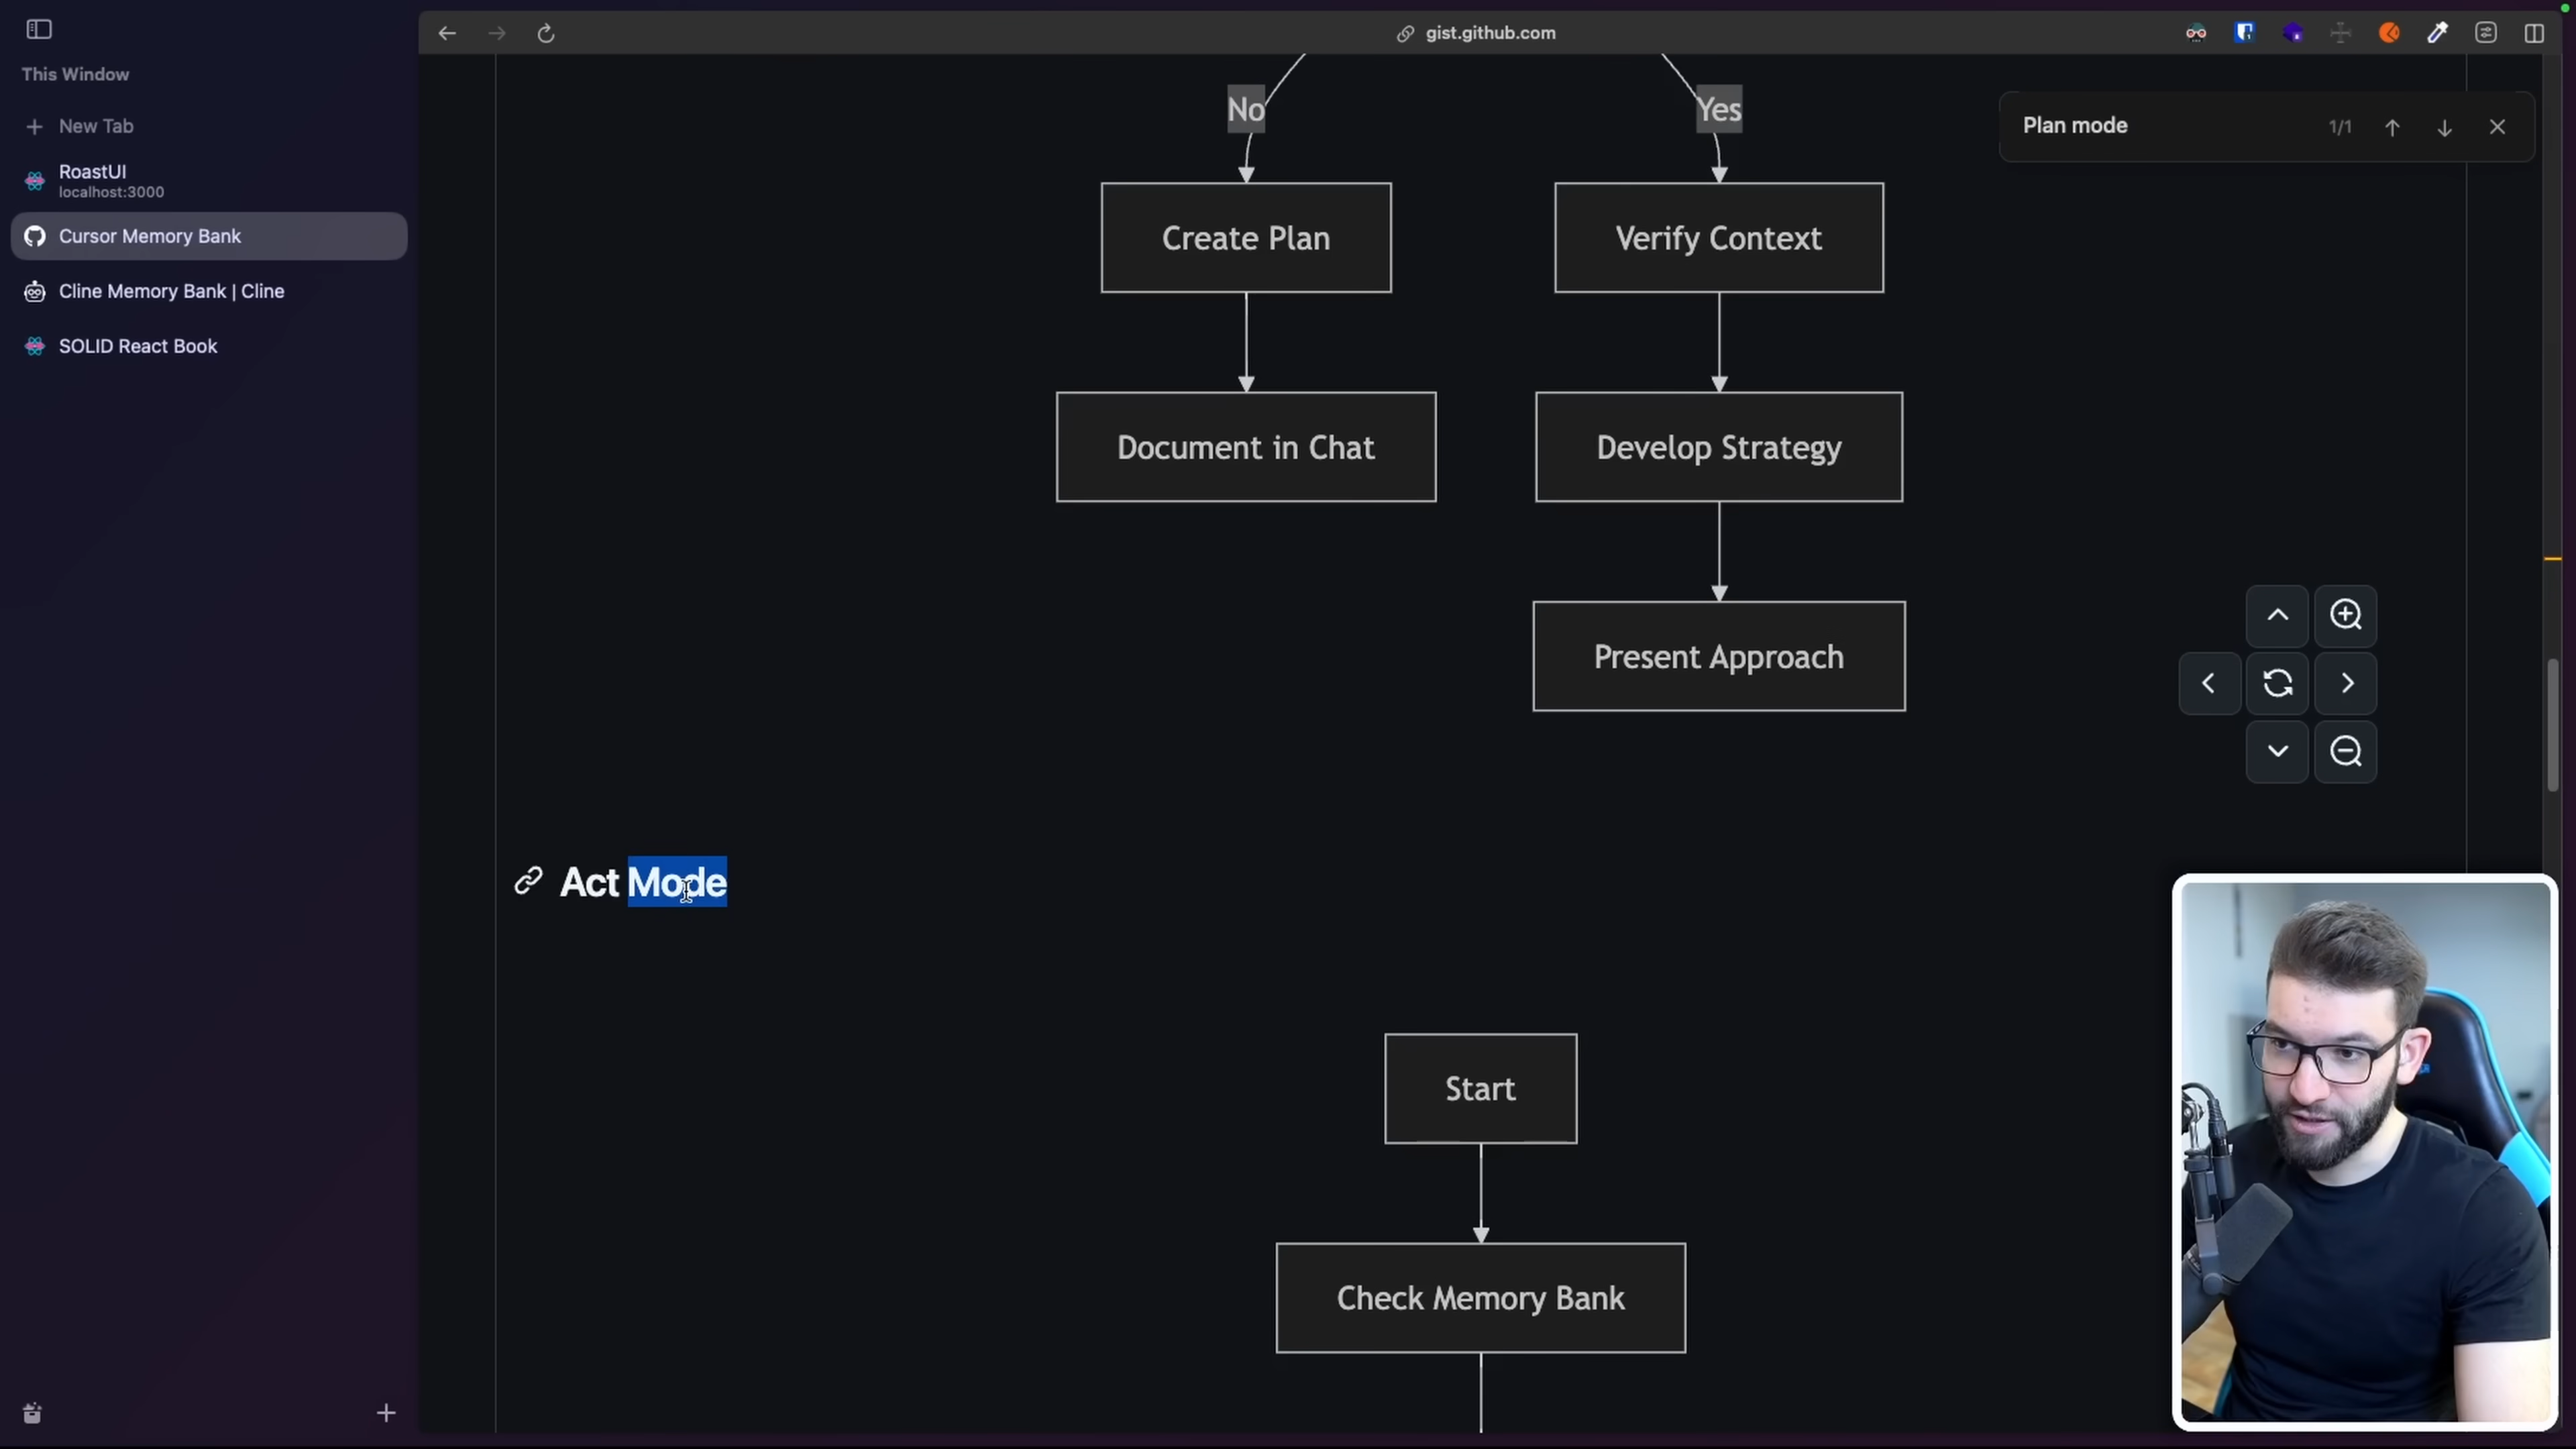 This Window
New Tab
RoastUI
localhost:3000
Cursor Memory Bank
Cline Memory Bank | Cline
SOLID React Book
gist.github.com
Plan mode
1/1
No
Yes
Create Plan
Verify Context
Document in Chat
Develop Strategy
Present Approach
Act Mode
Start
Check Memory Bank